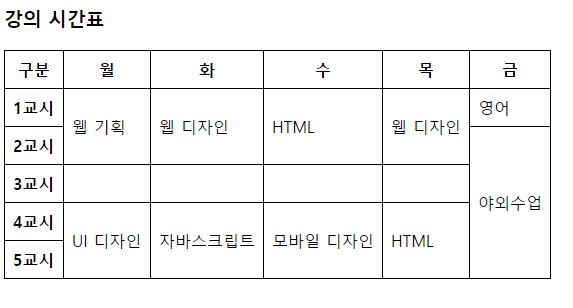 강의 시간표
구분 월 화 수 목 금
1교시 영어
웹 기획 웹 디자인 HTML 웹 디자인
2교시
3교시
야외수업
4교시
UI 디자인 자바스크립트 모바일 디자인 HTML
5교시